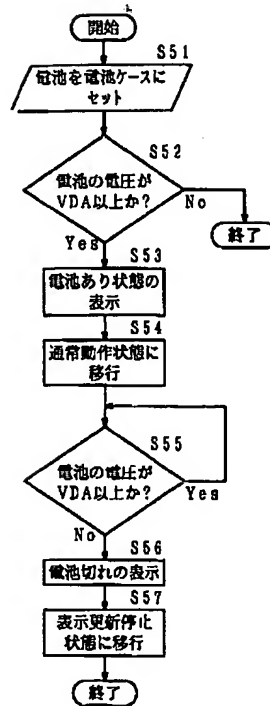 開始
S51
電池を電池ケースに
セット
S52
電池の電圧が
VDA以上か?
No
終了
Yes
S53
電池あり状態の
表示
S54
通常動作状態に
移行
S55
電池の電圧が
VDA以上か?
Yes
No
S56
電池切れの表示
S57
表示更新停止
状態に移行
終了